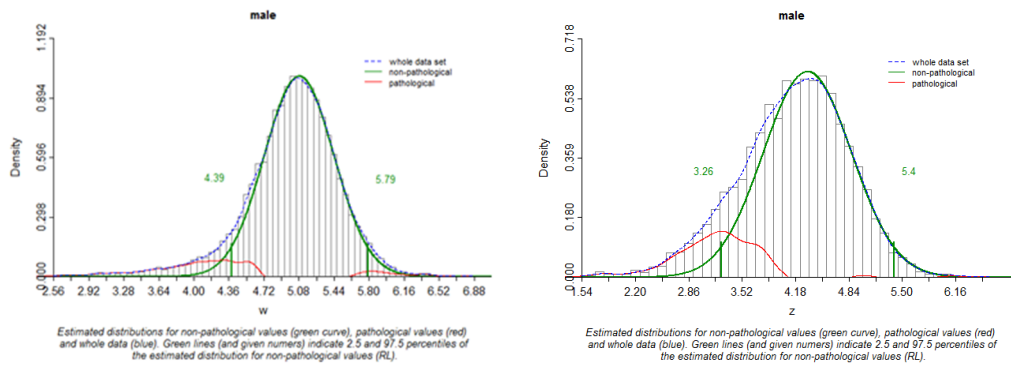 male
1.192
0.894
0.596
0.298
0.000
Density
whole data set
non-pathological
pathological
4.39
5.79
2.56 2.92 3.28 3.64 4.00 4.36 4.72 5.08 5.44 5.80 6.16 6.52 6.88
w
Estimated distributions for non-pathological values (green curve), pathological values (red)
and whole data (blue). Green lines (and given numers) indicate 2.5 and 97.5 percentiles of
the estimated distribution for non-pathological values (RL).
male
0.718
0.538
0.359
0.180
0.000
Density
whole data set
non-pathological
pathological
3.26
5.4
1.54 2.20 2.86 3.52 4.18 4.84 5.50 6.16
z
Estimated distributions for non-pathological values (green curve), pathological values (red)
and whole data (blue). Green lines (and given numers) indicate 2.5 and 97.5 percentiles of
the estimated distribution for non-pathological values (RL).